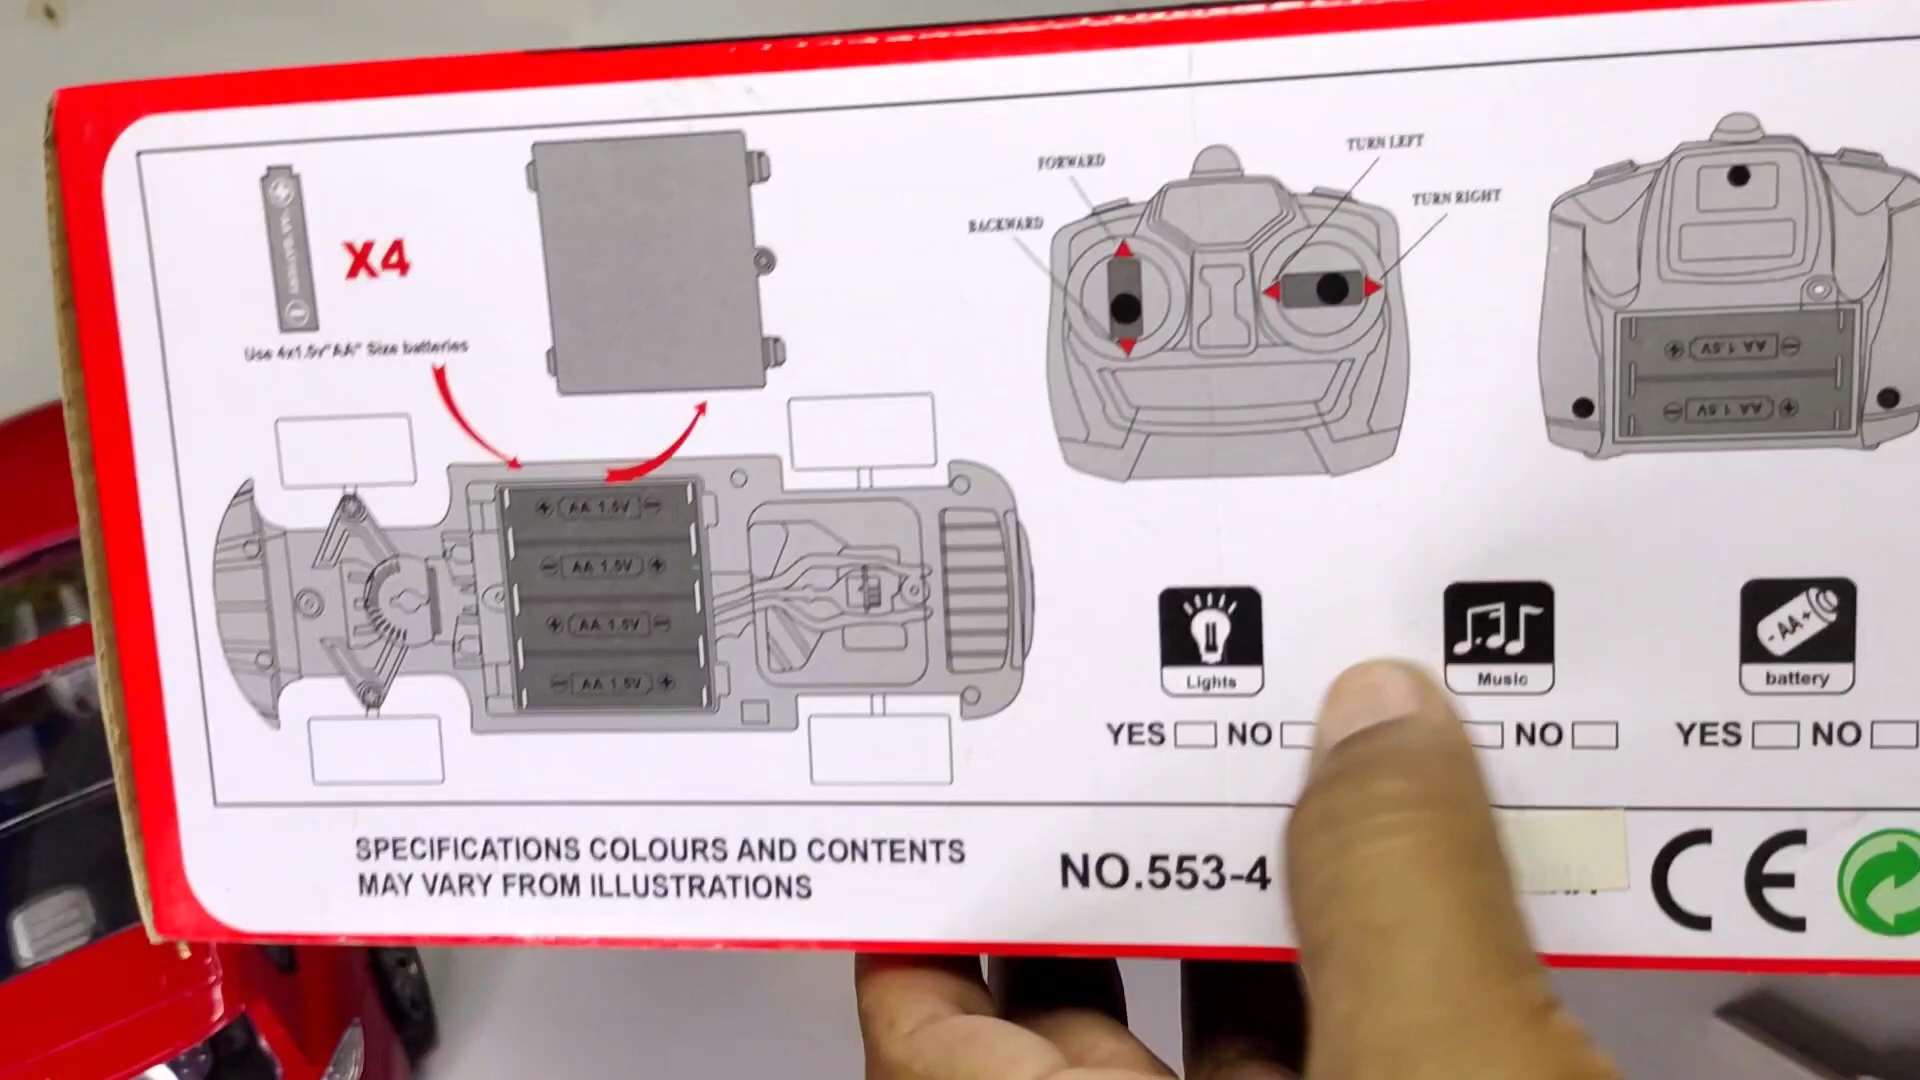 X4
Use 4x1.5v"AA" Size batteries
AA 1.5V
AA 1.5V
AA 1.5V
AA 1.5V
FORWARD
BACKWARD
TURN LEFT
TURN RIGHT
AA 1.5V
AA 1.5V
Lights
Music
-AA+
battery
YES NO
NO
YES NO
SPECIFICATIONS COLOURS AND CONTENTS
MAY VARY FROM ILLUSTRATIONS
NO.553-4
CE